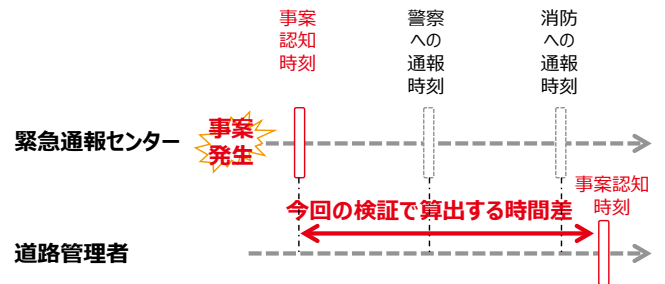 事案
認知
時刻
警察
への
通報
時刻
消防
への
通報
時刻
緊急通報センター
事案
発生
事案認知
時刻
今回の検証で算出する時間差
道路管理者